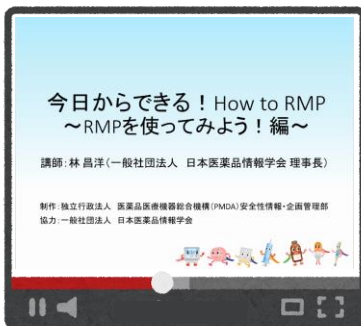 今日からできる！How to RMP
～RMPを使ってみよう！編～
講師：林 昌洋（一般社団法人　日本医薬品情報学会 理事長）
制作：独立行政法人　医薬品医療機器総合機構（PMDA）安全性情報・企画管理部
協力：一般社団法人　日本医薬品情報学会